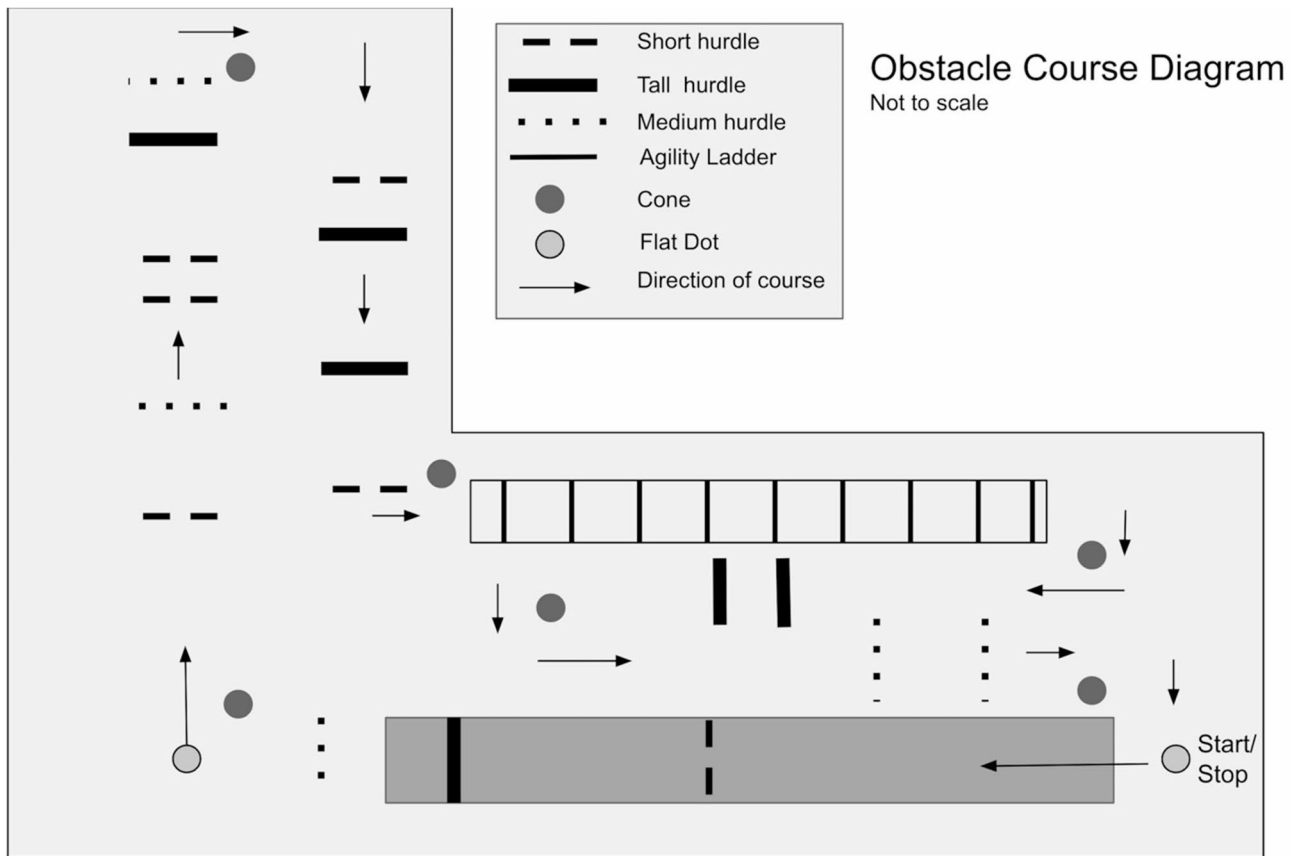 Short hurdle
Tall hurdle
Medium hurdle
Agility Ladder
Cone
Flat Dot
Direction of course
Obstacle Course Diagram
Not to scale
Start/
Stop